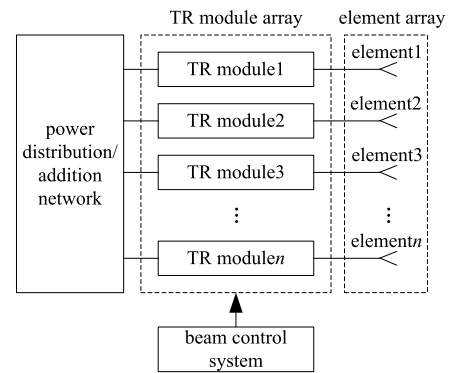 TR module array
element array
power
distribution/
addition
network
TR module1
element1
TR module2
element2
TR module3
element3
TR modulen
elementn
beam control
system